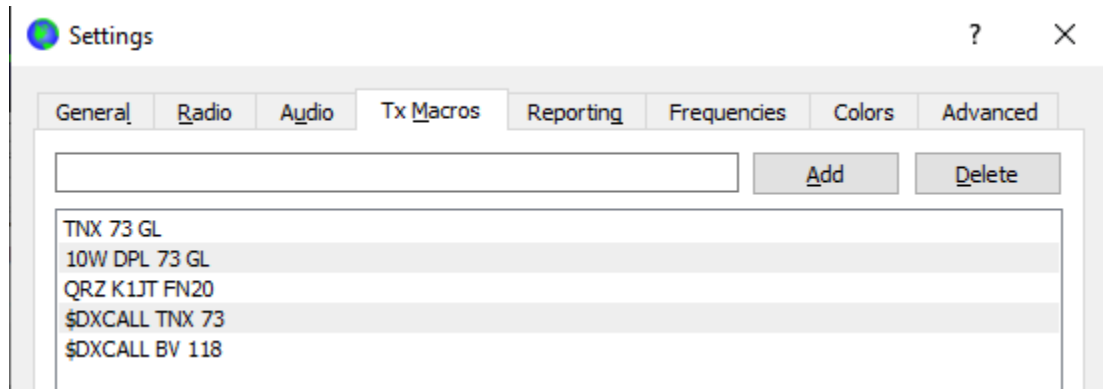 Settings ? X
General Radio Audio Tx Macros Reporting Frequencies Colors Advanced
Add Delete
TNX 73 GL
10W DPL 73 GL
QRZ K1JT FN20
$DXCALL TNX 73
$DXCALL BV 118